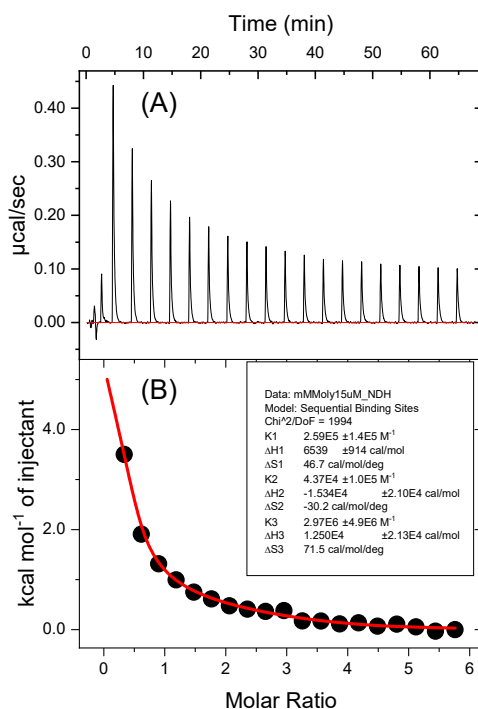 Time (min)
0 10 20 30 40 50 60
(A)
0.40
0.30
0.20
0.10
0.00
µcal/sec
(B)
Data: mMMoly15uM_NDH
Model: Sequential Binding Sites
Chi^2/DoF = 1994
K1 2.59E5 ±1.4E5 M⁻¹
ΔH1 6539 ±914 cal/mol
ΔS1 46.7 cal/mol/deg
K2 4.37E4 ±1.0E5 M⁻¹
ΔH2 -1.534E4 ±2.10E4 cal/mol
ΔS2 -30.2 cal/mol/deg
K3 2.97E6 ±4.9E6 M⁻¹
ΔH3 1.250E4 ±2.13E4 cal/mol
ΔS3 71.5 cal/mol/deg
4.0
2.0
0.0
kcal mol⁻¹ of injectant
0 1 2 3 4 5 6
Molar Ratio